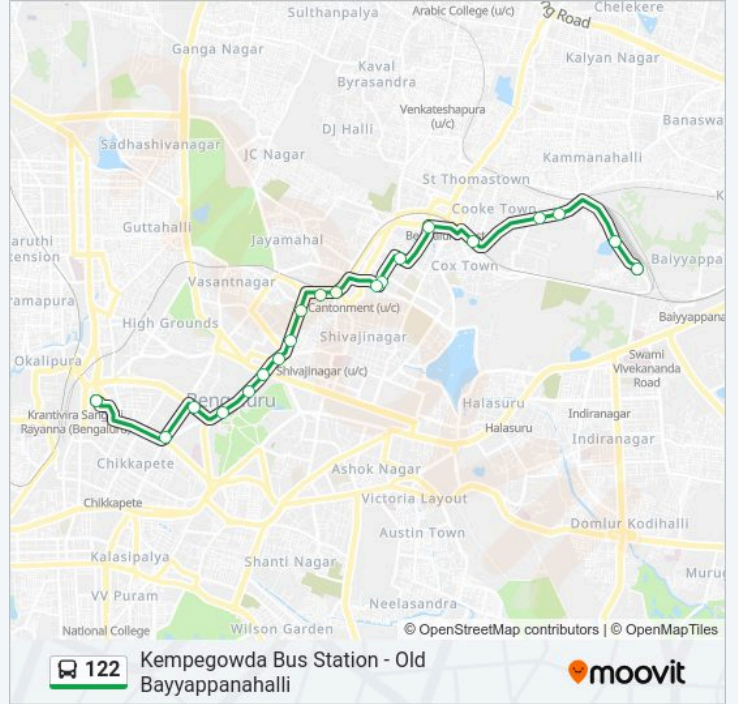 Sulthanpalya
Arabic College (u/c)
Chelekere
ng Road
Ganga Nagar
Kalyan Nagar
Kaval
Byrasandra
Venkateshapura
(u/c)
Banaswa
DJ Halli
Sadhashivanagar
JC Nagar
Kammanahalli
St Thomastown
K
Cooke Town
Guttahalli
aruthi
tension
Jayamahal
Cox Town
Baiyyappa
Vasantnagar
ramapura
Cantonment (u/c)
High Grounds
Baiyyappana
Shivajinagar
Okalipura
Swami
Vivekananda
Road
Shivajinagar (u/c)
Bengaluru
Halasuru
Krantivira Sang
Rayanna (Bengaluru
Indiranagar
Halasuru
Indiranagar
Chikkapete
Ashok Nagar
Chikkapete
Victoria Layout
Domlur Kodihalli
Austin Town
Kalasipalya
Shanti Nagar
Murug
VV Puram
Neelasandra
National College
Wilson Garden
© OpenStreetMap contributors | © OpenMapTiles
122
Kempegowda Bus Station - Old
Bayyappanahalli
moovit